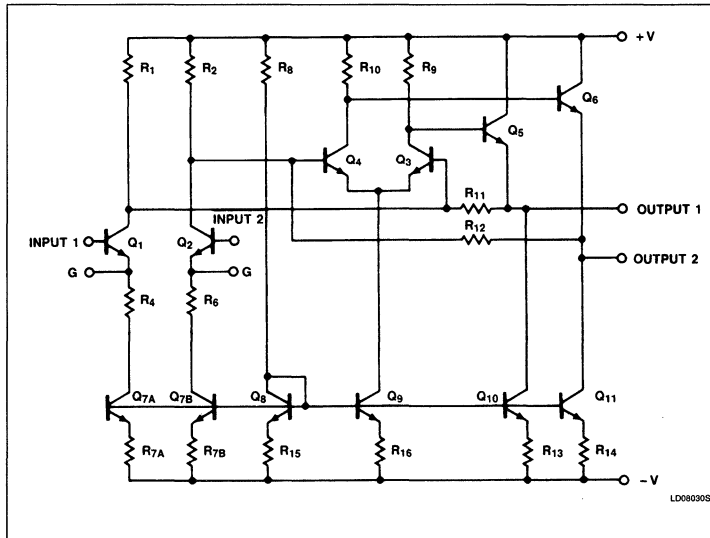 +V
R1 R2 R8 R10 R9
Q6
Q5
Q4 Q3
R11 OUTPUT 1
R12
INPUT 2
INPUT 1 Q1 Q2
OUTPUT 2
G G
R4 R6
Q7A Q7B Q8 Q9 Q10 Q11
R7A R7B R15 R16 R13 R14
−V
LD08030S